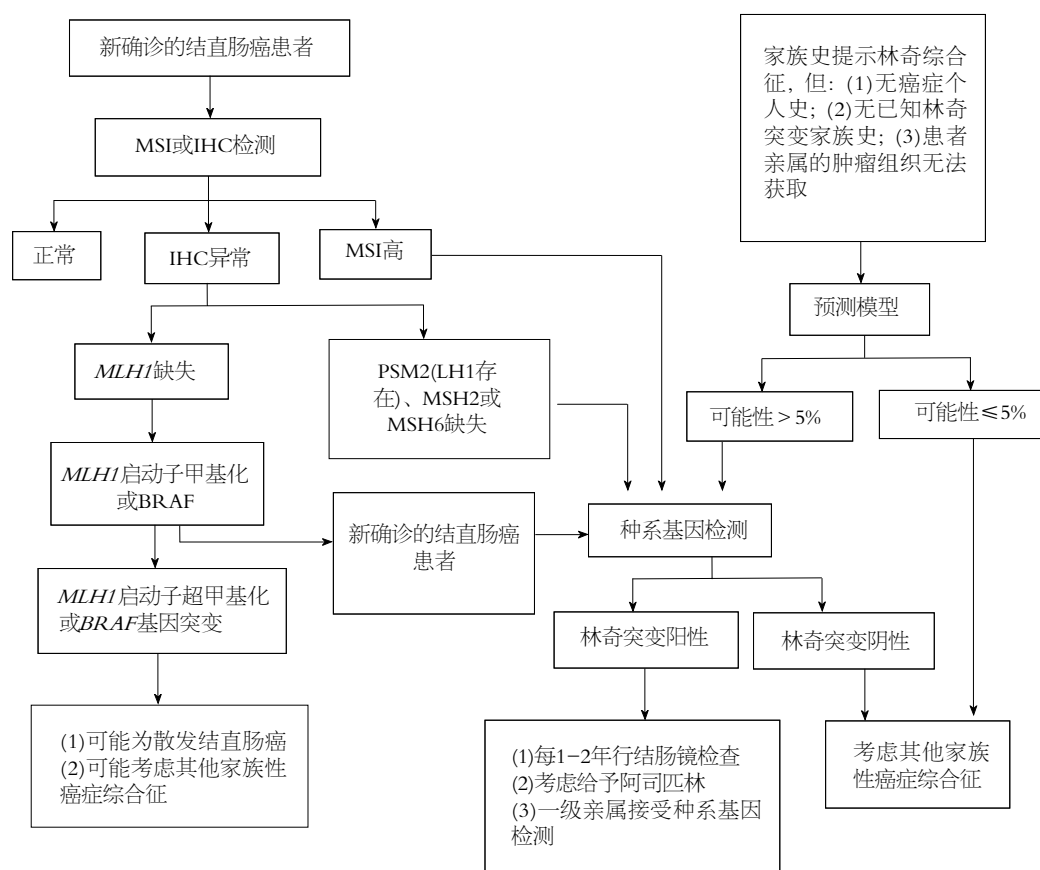 新确诊的结直肠癌患者
MSI或IHC检测
正常
IHC异常
MSI高
MLH1缺失
PSM2(LH1存
在)、MSH2或
MSH6缺失
MLH1启动子甲基化
或BRAF
新确诊的结直肠癌
患者
MLH1启动子超甲基化
或BRAF基因突变
(1)可能为散发结直肠癌
(2)可能考虑其他家族性
癌症综合征
家族史提示林奇综合
征, 但: (1)无癌症个
人史; (2)无已知林奇
突变家族史; (3)患者
亲属的肿瘤组织无法
获取
预测模型
可能性>5%
可能性≤5%
种系基因检测
林奇突变阳性
林奇突变阴性
(1)每1–2年行结肠镜检查
(2)考虑给予阿司匹林
(3)一级亲属接受种系基因
检测
考虑其他家族
性癌症综合征